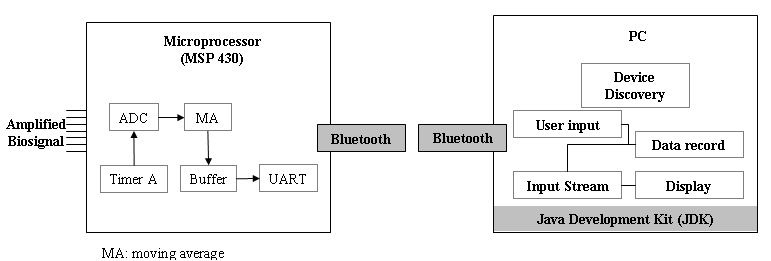 Microprocessor
(MSP 430)
PC
Device
Discovery
Amplified
Biosignal
ADC
MA
User input
Bluetooth
Bluetooth
Data record
Timer A
Buffer
UART
Input Stream
Display
Java Development Kit (JDK)
MA: moving average